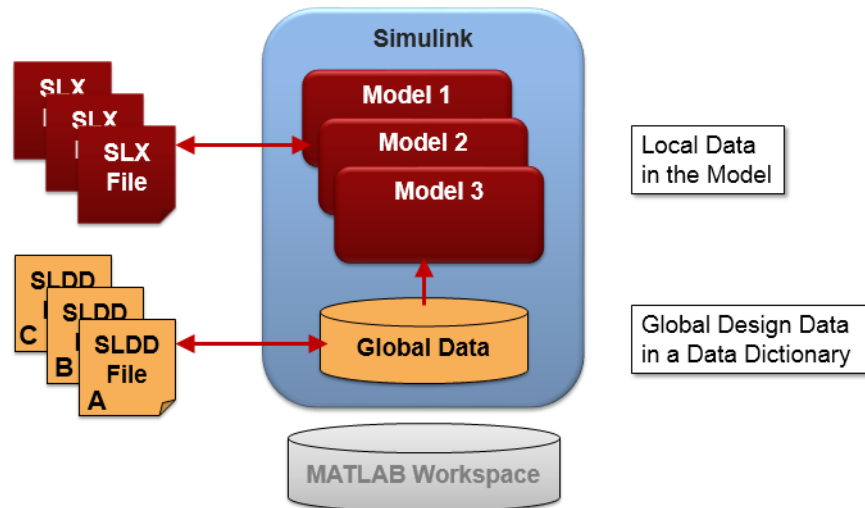 Simulink
SLX
SLX
SLX
File
Model 1
Model 2
Model 3
Local Data
in the Model
SLDD
C
SLDD
B
SLDD
File
A
Global Data
Global Design Data
in a Data Dictionary
MATLAB Workspace